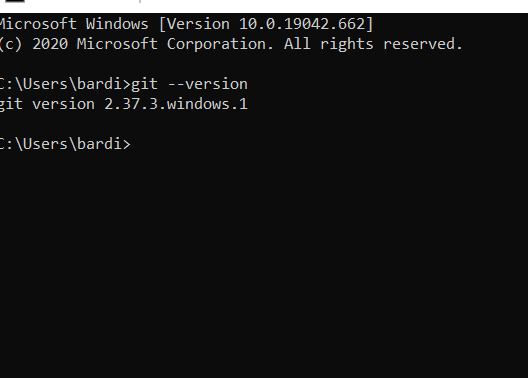 Microsoft Windows [Version 10.0.19042.662]
(c) 2020 Microsoft Corporation. All rights reserved.
C:\Users\bardi>git --version
git version 2.37.3.windows.1
C:\Users\bardi>